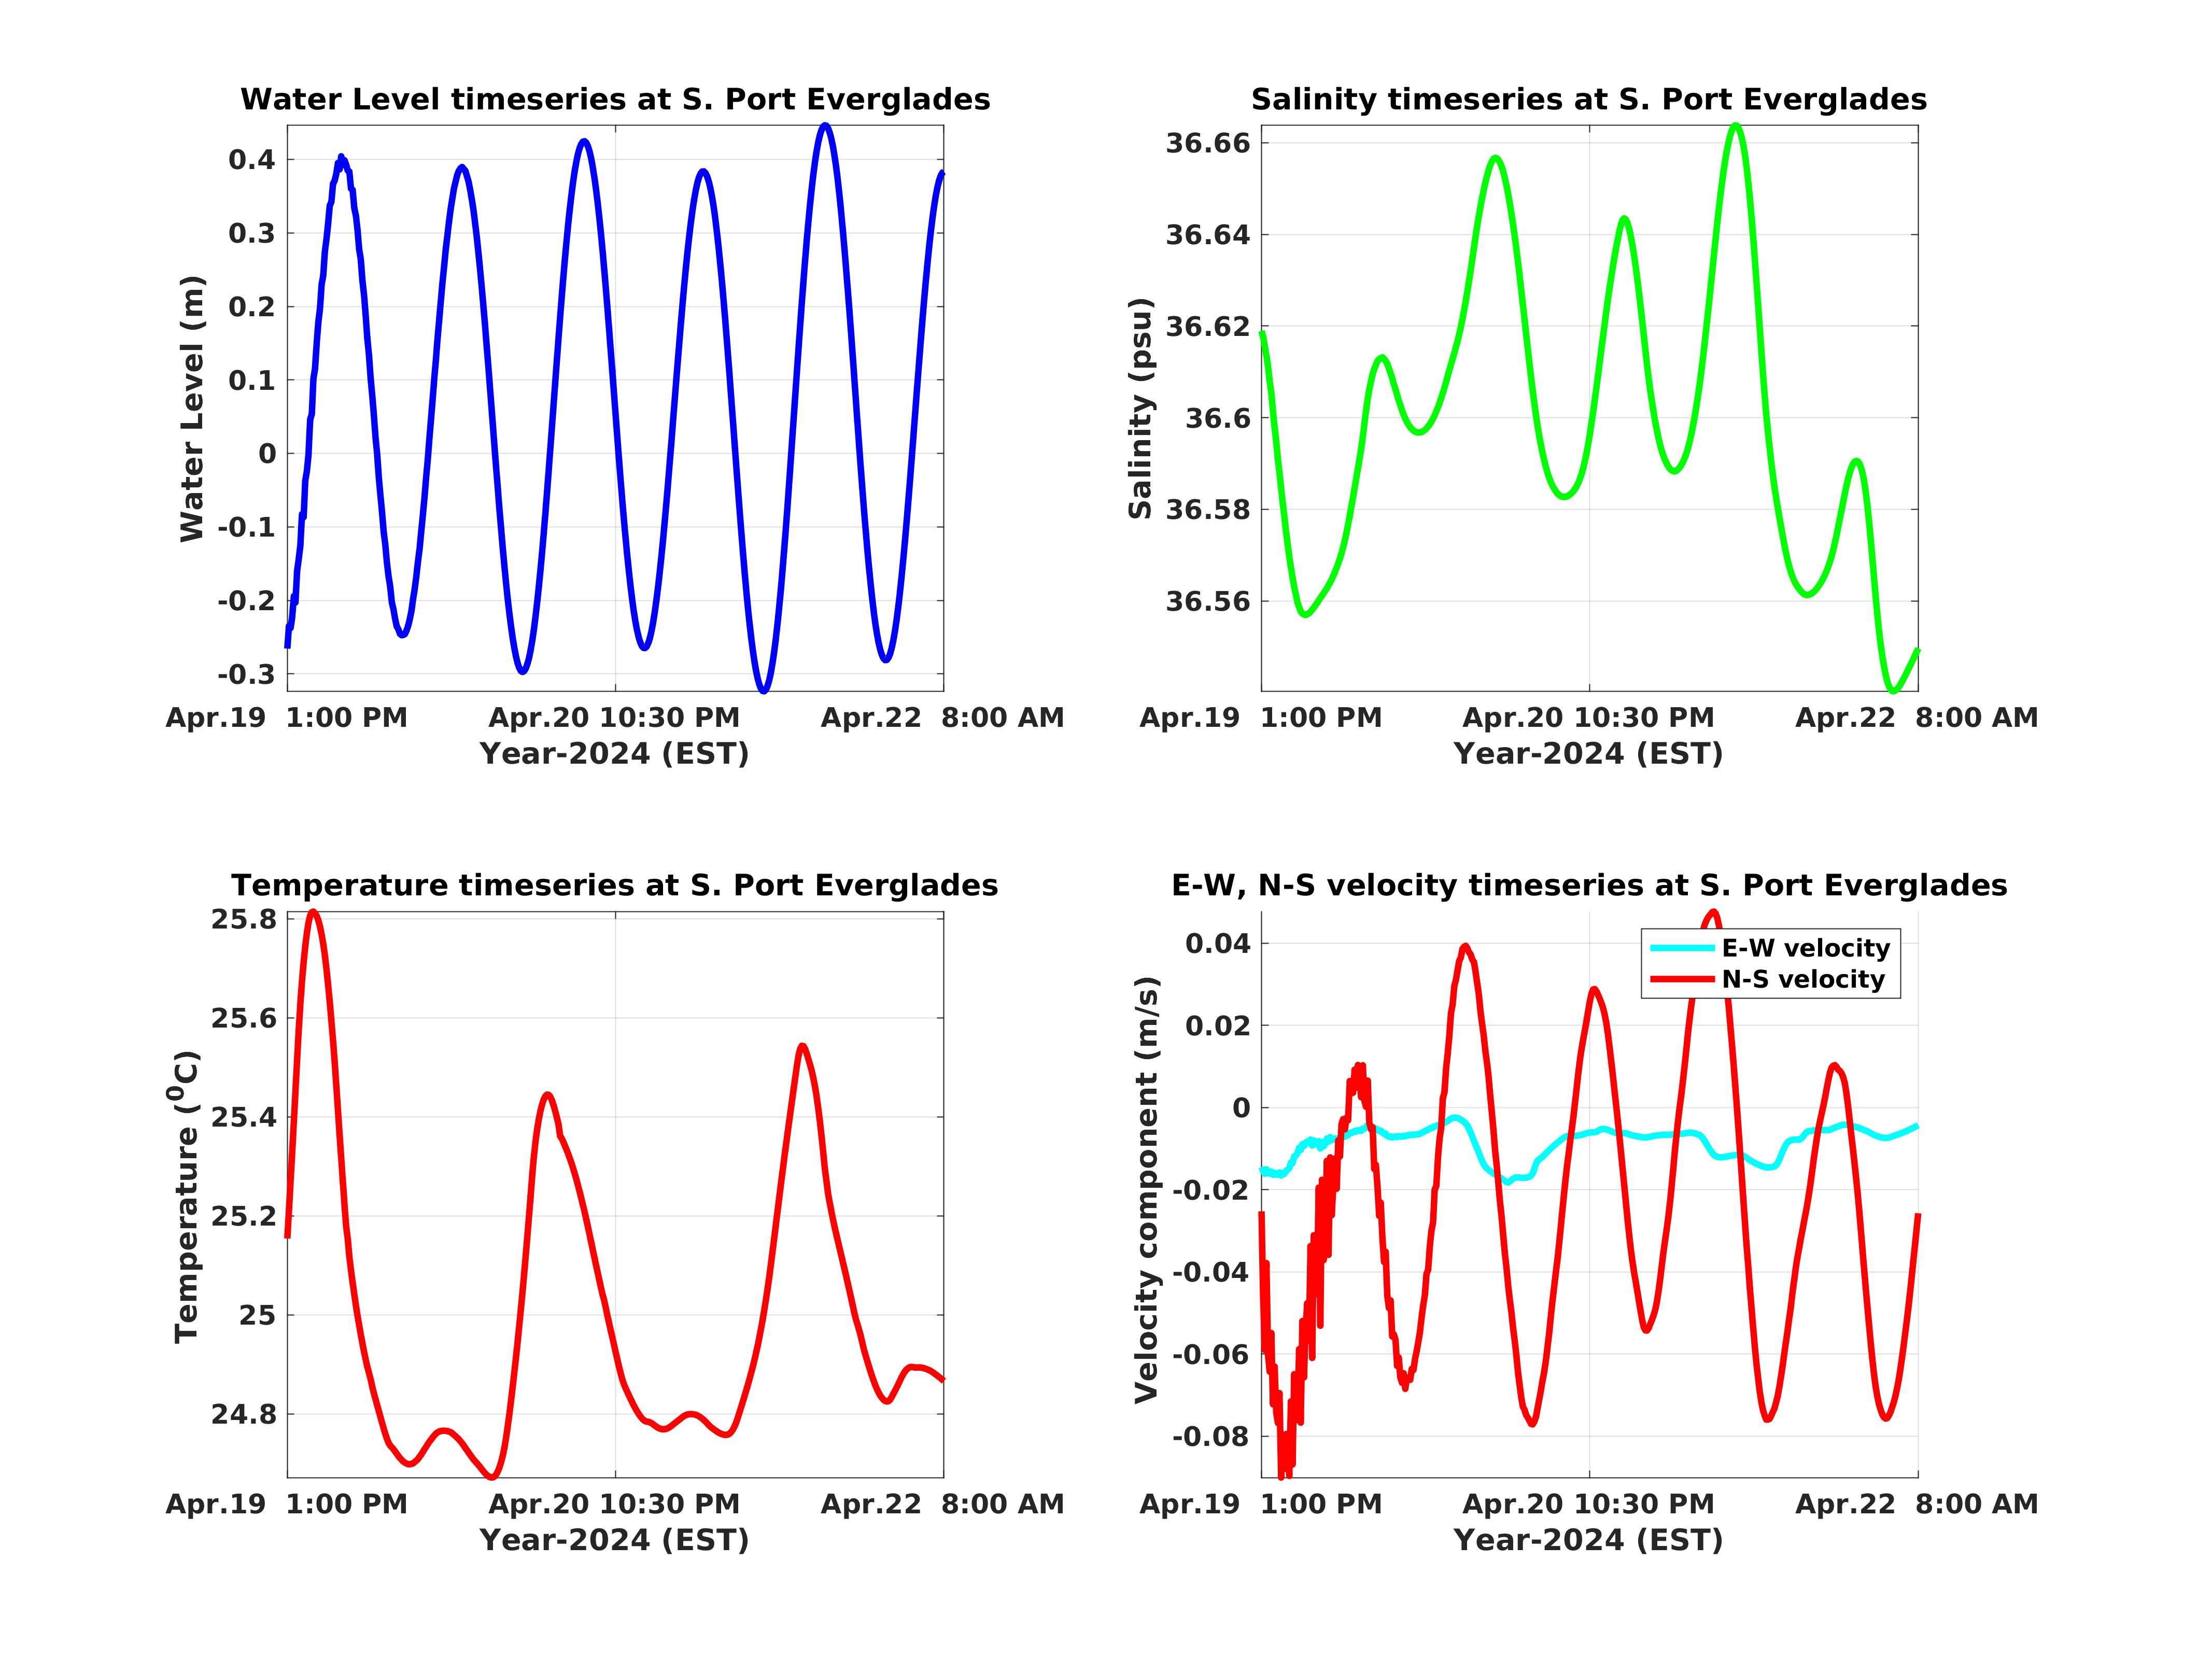 Water Level timeseries at S. Port Everglades
Water Level (m)
0.4
0.3
0.2
0.1
0
-0.1
-0.2
-0.3
Apr.19 1:00 PM Apr.20 10:30 PM Apr.22 8:00 AM
Year-2024 (EST)
Salinity timeseries at S. Port Everglades
Salinity (psu)
36.66
36.64
36.62
36.6
36.58
36.56
Apr.19 1:00 PM Apr.20 10:30 PM Apr.22 8:00 AM
Year-2024 (EST)
Temperature timeseries at S. Port Everglades
Temperature (⁰C)
25.8
25.6
25.4
25.2
25
24.8
Apr.19 1:00 PM Apr.20 10:30 PM Apr.22 8:00 AM
Year-2024 (EST)
E-W, N-S velocity timeseries at S. Port Everglades
Velocity component (m/s)
0.04
0.02
0
-0.02
-0.04
-0.06
-0.08
E-W velocity
N-S velocity
Apr.19 1:00 PM Apr.20 10:30 PM Apr.22 8:00 AM
Year-2024 (EST)